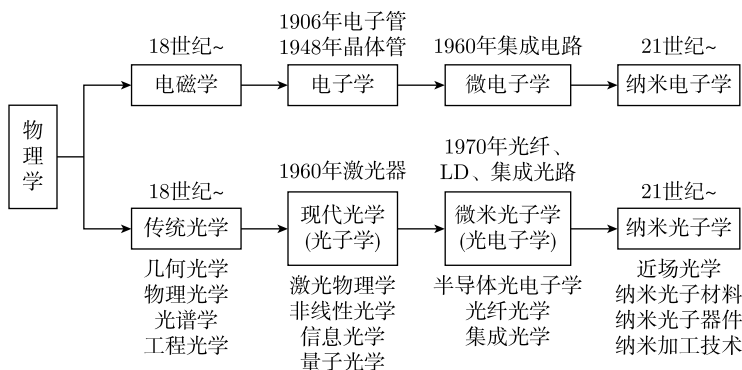 物
理
学
18世纪~
电磁学
1906年电子管
1948年晶体管
电子学
1960年集成电路
微电子学
21世纪~
纳米电子学
18世纪~
传统光学
几何光学
物理光学
光谱学
工程光学
1960年激光器
现代光学
(光子学)
激光物理学
非线性光学
信息光学
量子光学
1970年光纤、
LD、集成光路
微米光子学
(光电子学)
半导体光电子学
光纤光学
集成光学
21世纪~
纳米光子学
近场光学
纳米光子材料
纳米光子器件
纳米加工技术